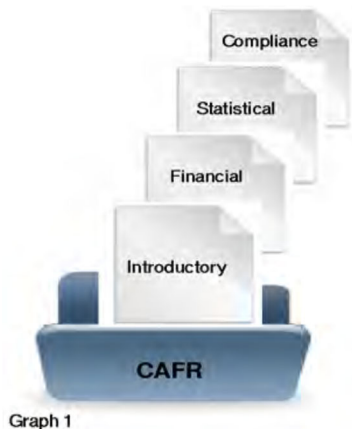 Compliance
Statistical
Financial
Introductory
CAFR
Graph 1